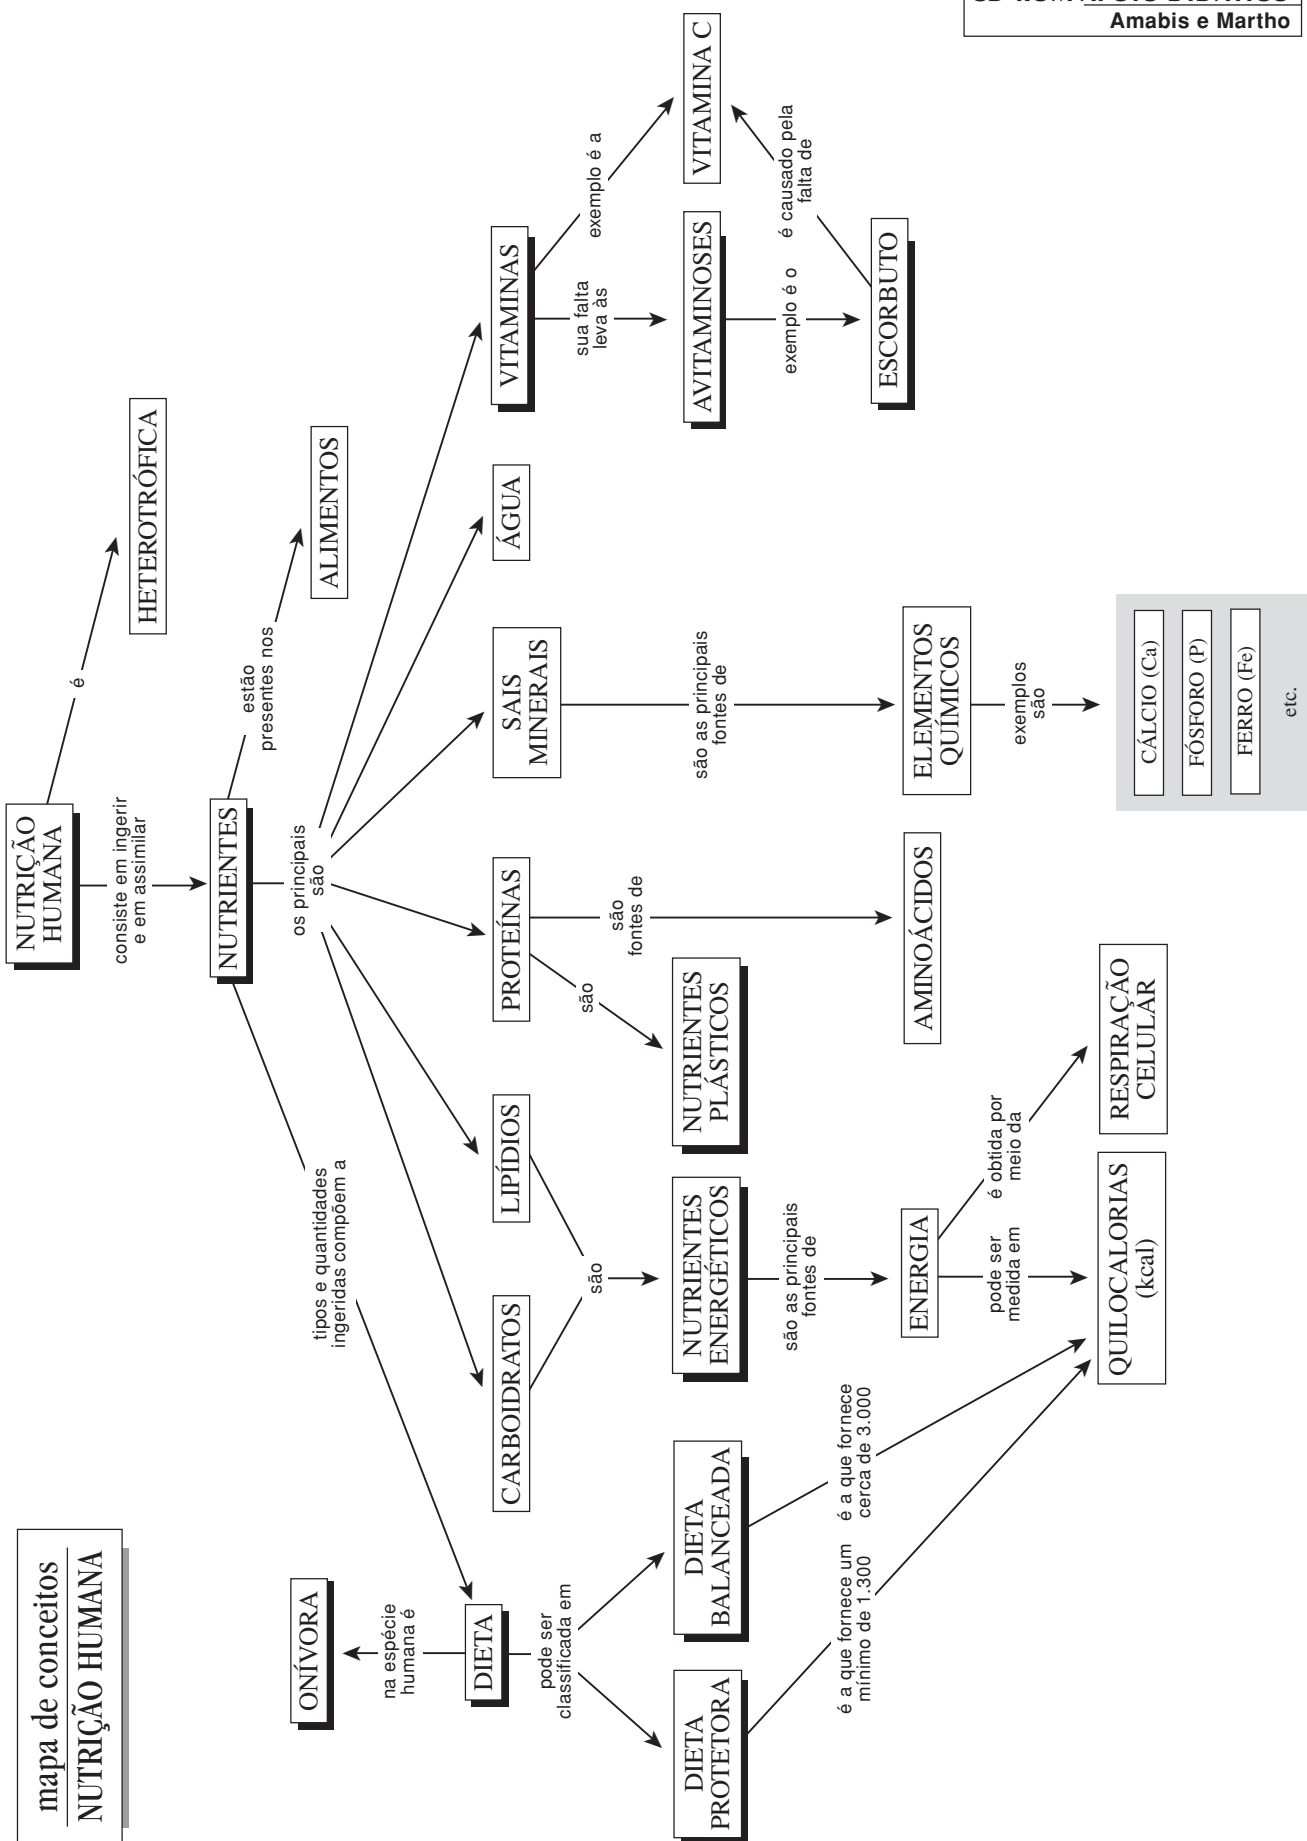 Amabis e Martho
mapa de conceitos
NUTRIÇÃO HUMANA
NUTRIÇÃO
HUMANA
é
HETEROTRÓFICA
consiste em ingerir
e em assimilar
NUTRIENTES
estão
presentes nos
ALIMENTOS
os principais
são
tipos e quantidades
ingeridas compõem a
ONÍVORA
na espécie
humana é
DIETA
CARBOIDRATOS
LIPÍDIOS
PROTEÍNAS
SAIS
MINERAIS
ÁGUA
VITAMINAS
pode ser
classificada em
são
são
são
fontes de
são as principais
fontes de
sua falta
leva às
exemplo é a
DIETA
PROTETORA
DIETA
BALANCEADA
NUTRIENTES
ENERGÉTICOS
NUTRIENTES
PLÁSTICOS
AVITAMINOSES
VITAMINA C
é a que fornece um
mínimo de 1.300
é a que fornece
cerca de 3.000
são as principais
fontes de
exemplo é o
é causado pela
falta de
ENERGIA
AMINOÁCIDOS
ELEMENTOS
QUÍMICOS
ESCORBUTO
pode ser
medida em
é obtida por
meio da
exemplos
são
QUILOCALORIAS
(kcal)
RESPIRAÇÃO
CELULAR
CÁLCIO (Ca)
FÓSFORO (P)
FERRO (Fe)
etc.